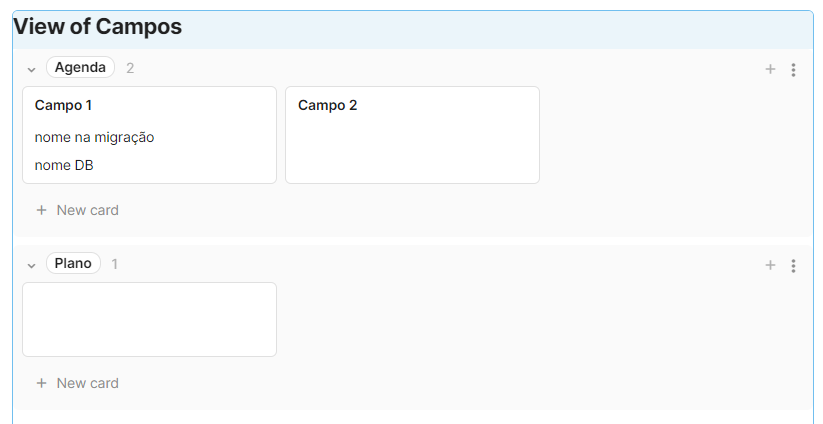 View of Campos
Agenda 2
Campo 1
nome na migração
nome DB
Campo 2
+ New card
Plano 1
+ New card